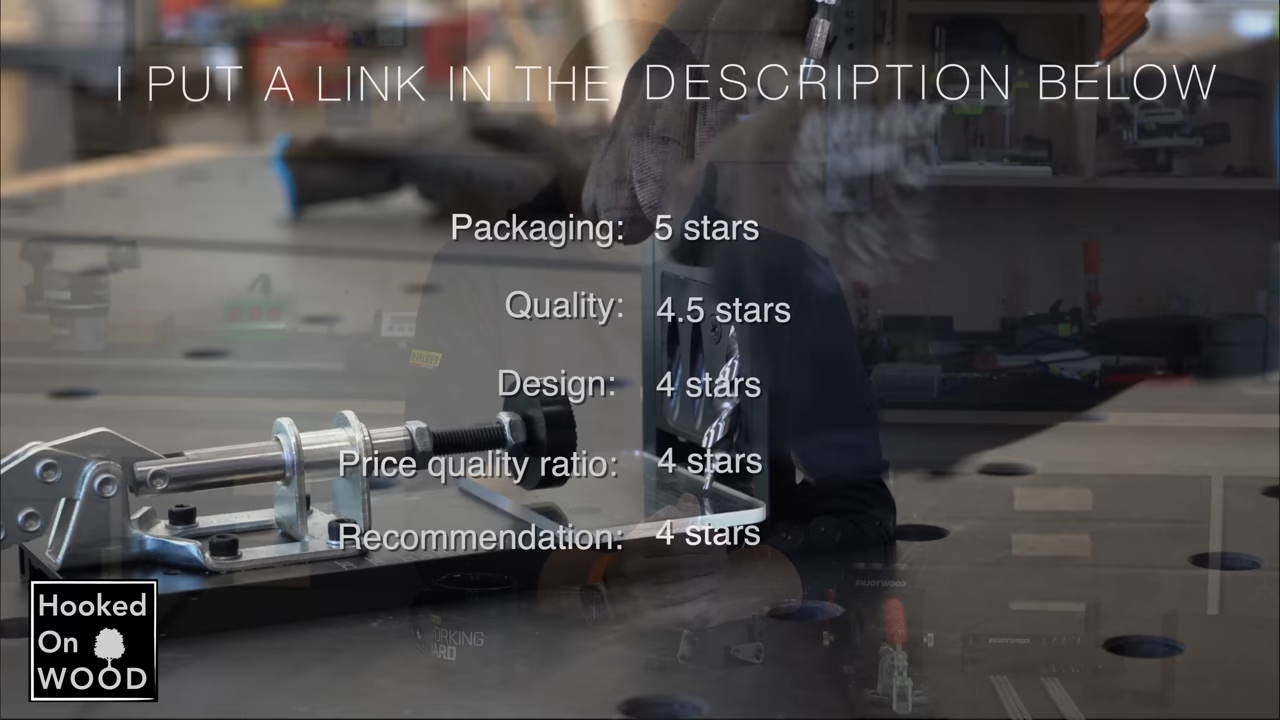 I PUT A LINK IN THE DESCRIPTION BELOW
Packaging: 5 stars
Quality: 4.5 stars
Design: 4 stars
Price quality ratio: 4 stars
Recommendation: 4 stars
Hooked
On
WOOD